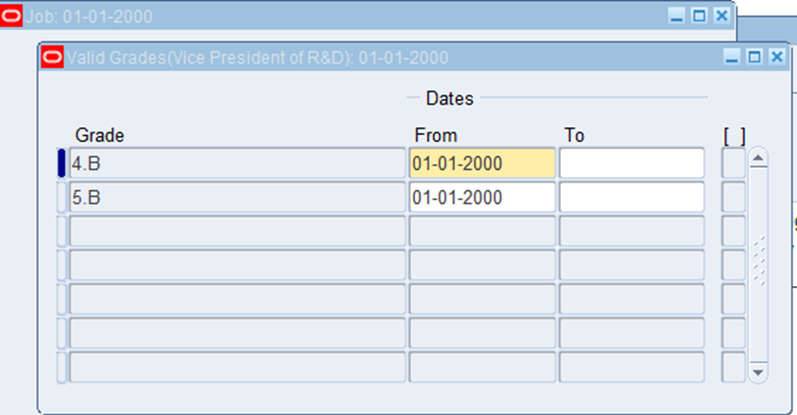 Job: 01-01-2000
Valid Grades(Vice President of R&D): 01-01-2000
Dates
Grade From To [ ]
4.B 01-01-2000
5.B 01-01-2000